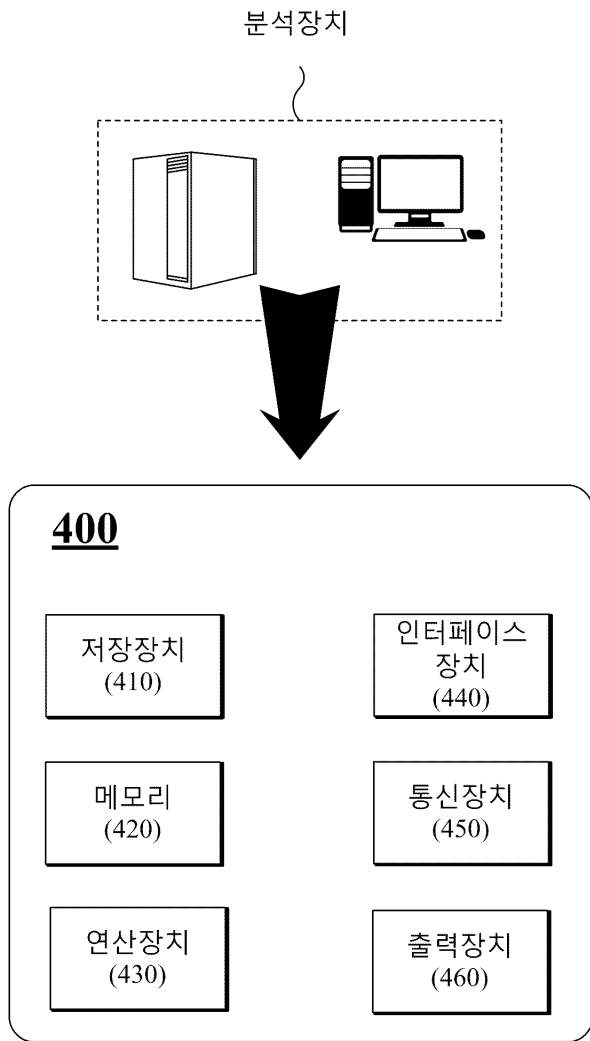 분석장치
400
저장장치
(410)
인터페이스
장치
(440)
메모리
(420)
통신장치
(450)
연산장치
(430)
출력장치
(460)